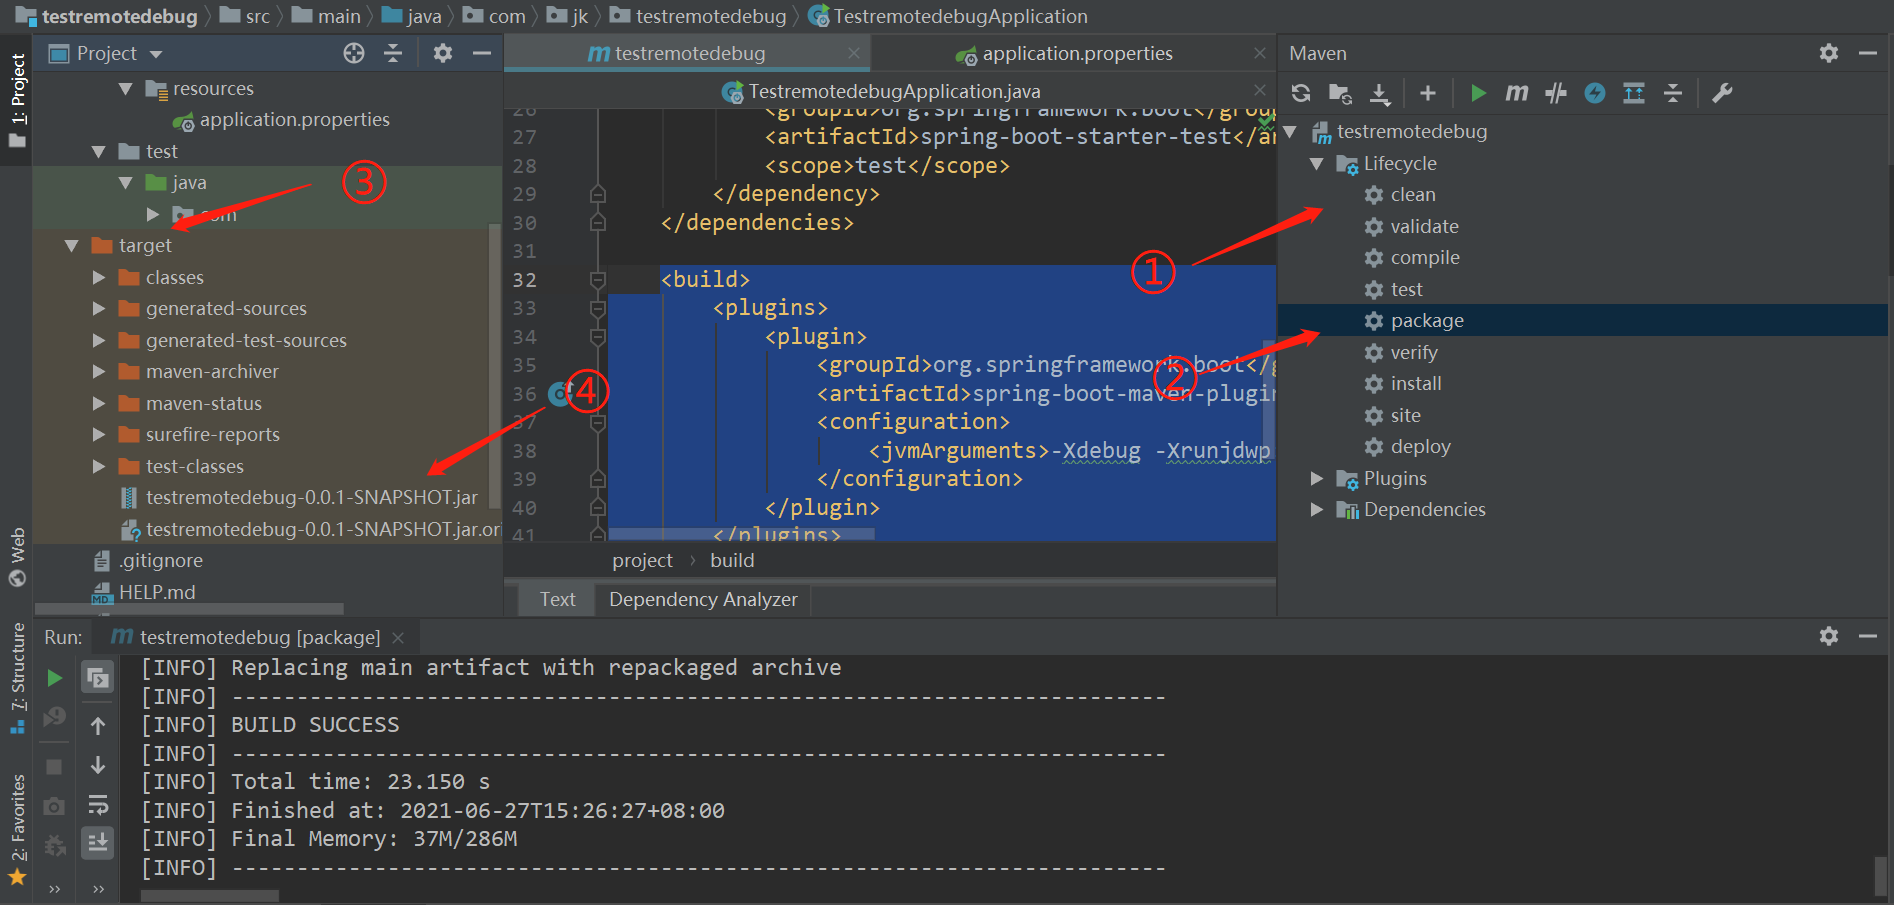 testremotedebug src main java com jk testremotedebug TestremotedebugApplication
1: Project
Web
7: Structure
2: Favorites
Project
resources
application.properties
test
java
com
target
classes
generated-sources
generated-test-sources
maven-archiver
maven-status
surefire-reports
test-classes
testremotedebug-0.0.1-SNAPSHOT.jar
testremotedebug-0.0.1-SNAPSHOT.jar.ori
.gitignore
HELP.md
③
④
testremotedebug application.properties
TestremotedebugApplication.java
26 <groupId>org.springframework.boot</group
27 <artifactId>spring-boot-starter-test</ar
28 <scope>test</scope>
29 </dependency>
30 </dependencies>
31
32 <build>
33 <plugins>
34 <plugin>
35 <groupId>org.springframework.boot</g
36 <artifactId>spring-boot-maven-plugin
37 <configuration>
38 <jvmArguments>-Xdebug -Xrunjdwp
39 </configuration>
40 </plugin>
41 </plugins>
project › build
Text Dependency Analyzer
①
②
Maven
testremotedebug
Lifecycle
clean
validate
compile
test
package
verify
install
site
deploy
Plugins
Dependencies
Run: testremotedebug [package]
[INFO] Replacing main artifact with repackaged archive
[INFO] ------------------------------------------------------------------------
[INFO] BUILD SUCCESS
[INFO] ------------------------------------------------------------------------
[INFO] Total time: 23.150 s
[INFO] Finished at: 2021-06-27T15:26:27+08:00
[INFO] Final Memory: 37M/286M
[INFO] ------------------------------------------------------------------------